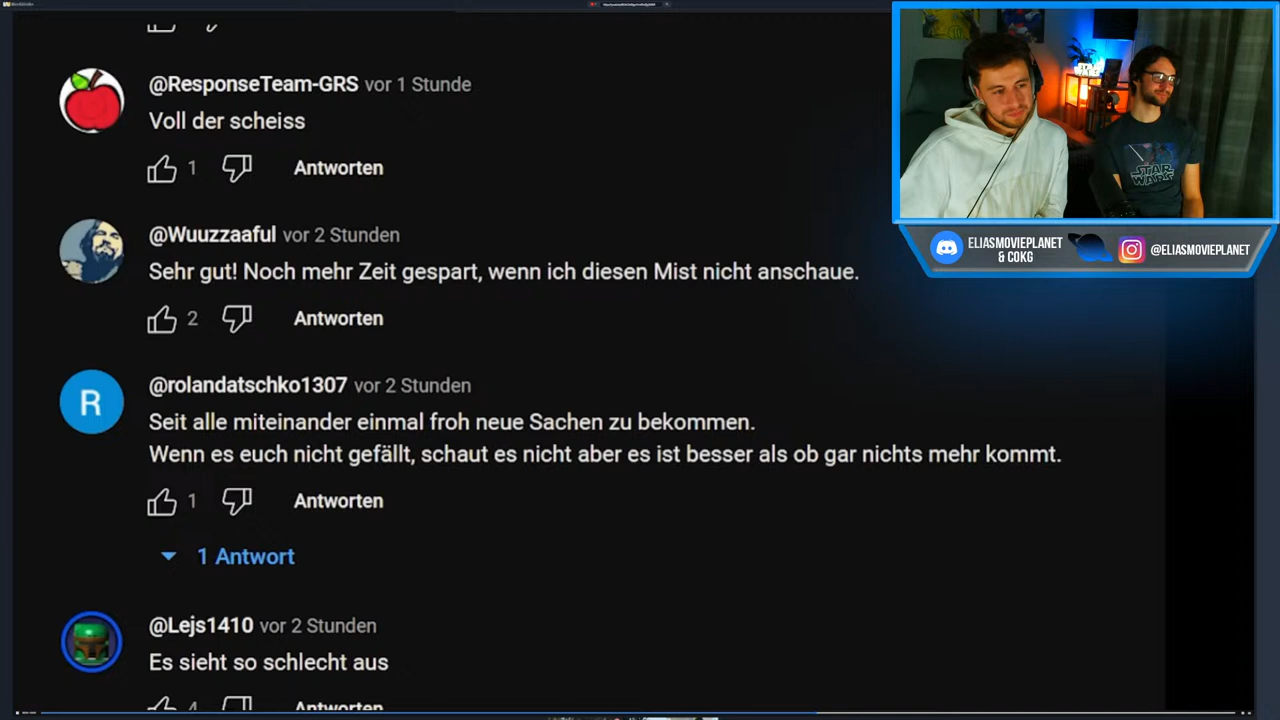 @ResponseTeam-GRS vor 1 Stunde
Voll der scheiss
1 Antworten
@Wuuzzaaful vor 2 Stunden
Sehr gut! Noch mehr Zeit gespart, wenn ich diesen Mist nicht anschaue.
2 Antworten
@rolandatschko1307 vor 2 Stunden
Seit alle miteinander einmal froh neue Sachen zu bekommen.
Wenn es euch nicht gefällt, schaut es nicht aber es ist besser als ob gar nichts mehr kommt.
1 Antworten
1 Antwort
@Lejs1410 vor 2 Stunden
Es sieht so schlecht aus
4 Antworten
R
STAR
WARS
ELIASMOVIEPLANET
& COKG
@ELIASMOVIEPLANET